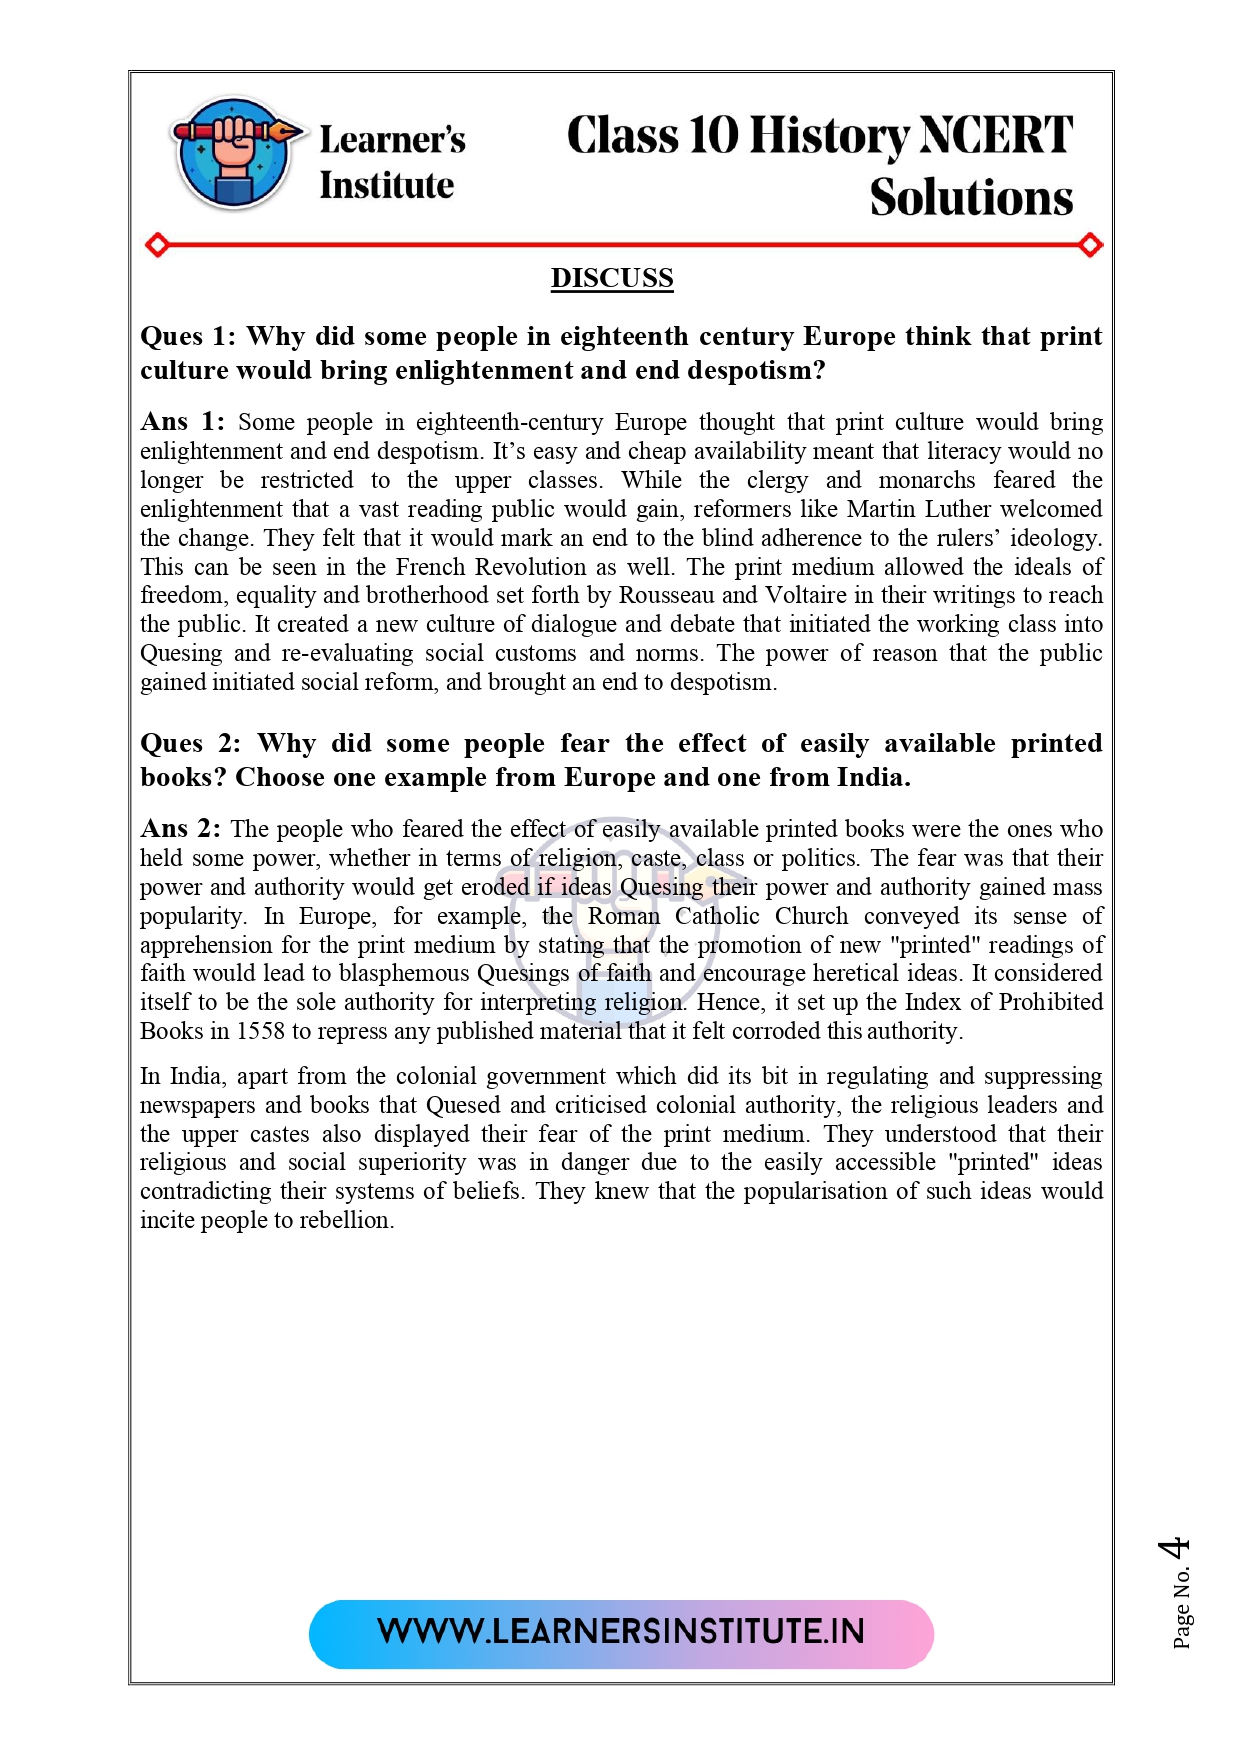 Learner's
Institute
Class 10 History NCERT
Solutions
DISCUSS
Ques 1: Why did some people in eighteenth century Europe think that print
culture would bring enlightenment and end despotism?
Ans 1: Some people in eighteenth-century Europe thought that print culture would bring
enlightenment and end despotism. It’s easy and cheap availability meant that literacy would no
longer be restricted to the upper classes. While the clergy and monarchs feared the
enlightenment that a vast reading public would gain, reformers like Martin Luther welcomed
the change. They felt that it would mark an end to the blind adherence to the rulers’ ideology.
This can be seen in the French Revolution as well. The print medium allowed the ideals of
freedom, equality and brotherhood set forth by Rousseau and Voltaire in their writings to reach
the public. It created a new culture of dialogue and debate that initiated the working class into
Quesing and re-evaluating social customs and norms. The power of reason that the public
gained initiated social reform, and brought an end to despotism.
Ques 2: Why did some people fear the effect of easily available printed
books? Choose one example from Europe and one from India.
Ans 2: The people who feared the effect of easily available printed books were the ones who
held some power, whether in terms of religion, caste, class or politics. The fear was that their
power and authority would get eroded if ideas Quesing their power and authority gained mass
popularity. In Europe, for example, the Roman Catholic Church conveyed its sense of
apprehension for the print medium by stating that the promotion of new "printed" readings of
faith would lead to blasphemous Quesings of faith and encourage heretical ideas. It considered
itself to be the sole authority for interpreting religion. Hence, it set up the Index of Prohibited
Books in 1558 to repress any published material that it felt corroded this authority.
In India, apart from the colonial government which did its bit in regulating and suppressing
newspapers and books that Quesed and criticised colonial authority, the religious leaders and
the upper castes also displayed their fear of the print medium. They understood that their
religious and social superiority was in danger due to the easily accessible "printed" ideas
contradicting their systems of beliefs. They knew that the popularisation of such ideas would
incite people to rebellion.
Page No. 4
WWW.LEARNERSINSTITUTE.IN